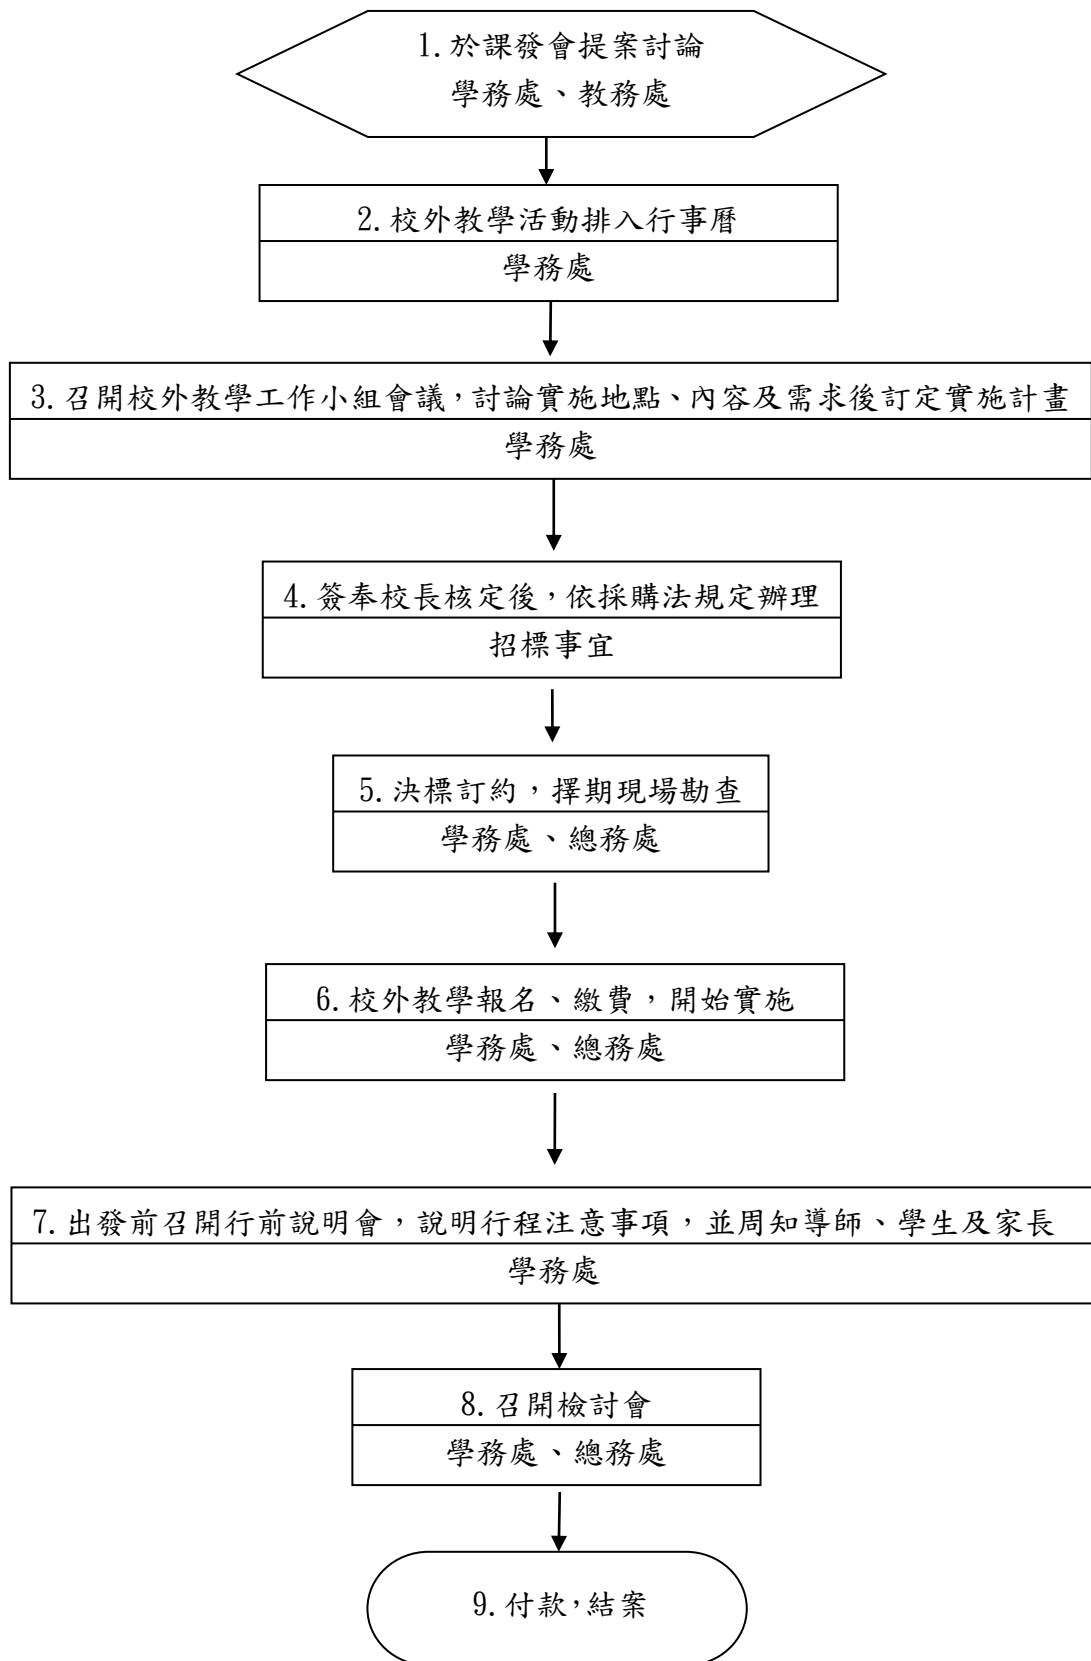 1.於課發會提案討論
學務處、教務處
2.校外教學活動排入行事曆
學務處
3.召開校外教學工作小組會議，討論實施地點、內容及需求後訂定實施計畫
學務處
4.簽奉校長核定後，依採購法規定辦理
招標事宜
5.決標訂約，擇期現場勘查
學務處、總務處
6.校外教學報名、繳費，開始實施
學務處、總務處
7.出發前召開行前說明會，說明行程注意事項，並周知導師、學生及家長
學務處
8.召開檢討會
學務處、總務處
9.付款，結案